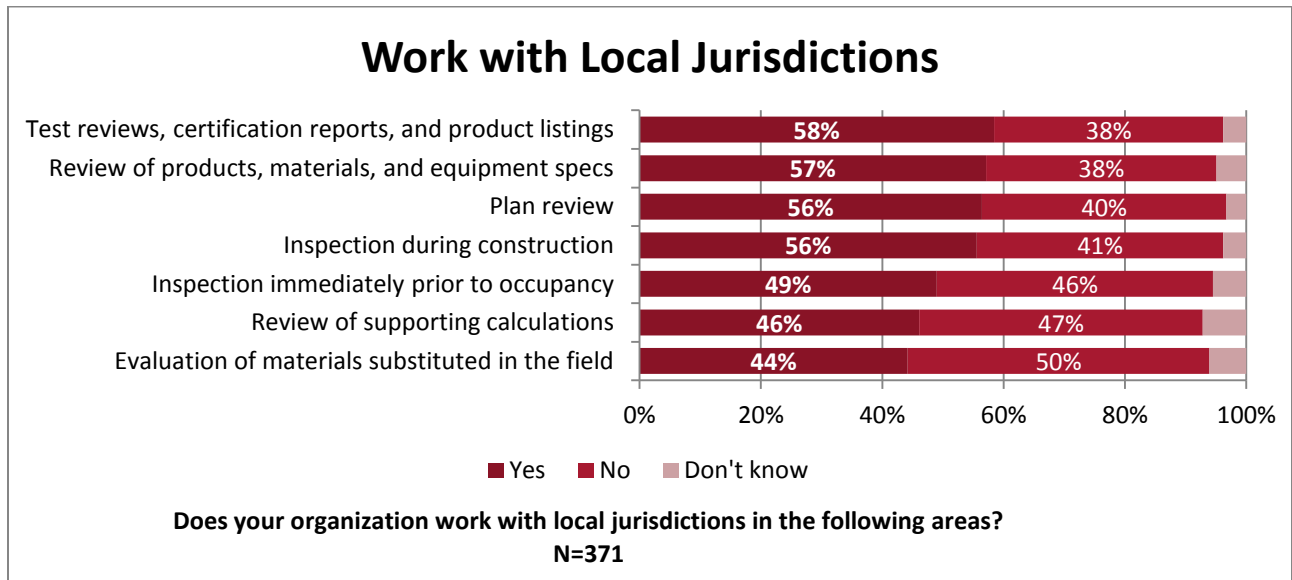 Work with Local Jurisdictions
Test reviews, certification reports, and product listings 58% 38%
Review of products, materials, and equipment specs 57% 38%
Plan review 56% 40%
Inspection during construction 56% 41%
Inspection immediately prior to occupancy 49% 46%
Review of supporting calculations 46% 47%
Evaluation of materials substituted in the field 44% 50%
0% 20% 40% 60% 80% 100%
Yes No Don't know
Does your organization work with local jurisdictions in the following areas?
N=371